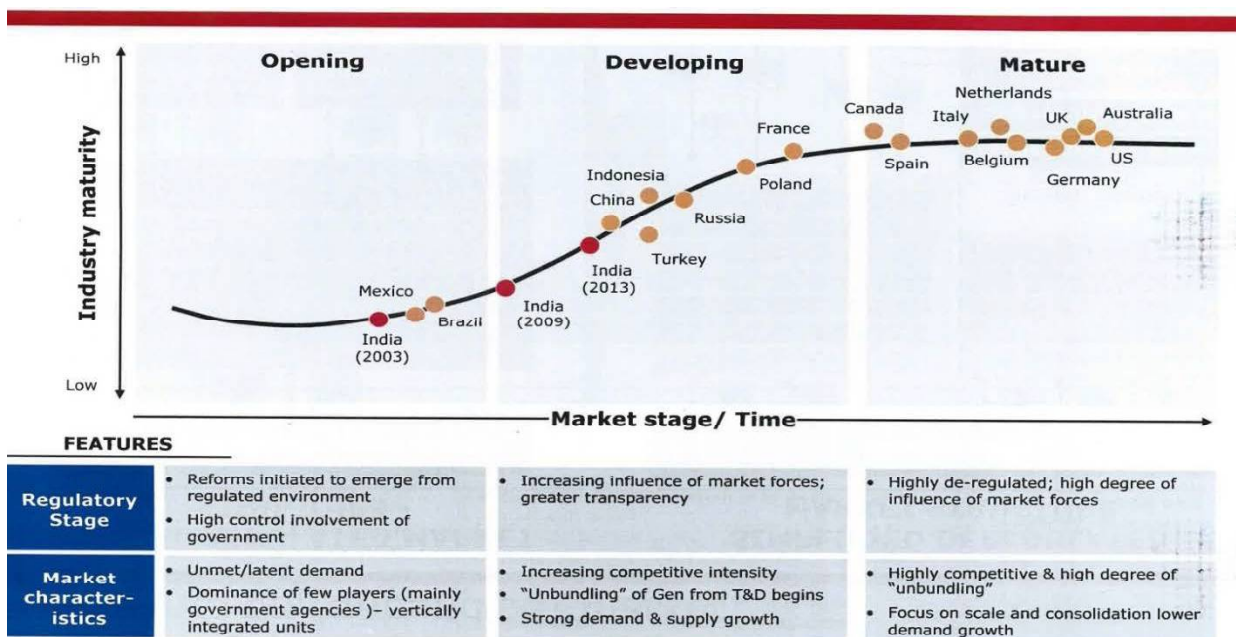 High
Opening
Developing
Mature
Netherlands
Canada
Italy
UK
Australia
France
Spain
Belgium
US
Indonesia
Poland
Germany
China
Russia
Industry maturity
Turkey
India
(2013)
Mexico
India
(2009)
Brazil
India
(2003)
Low
Market stage/ Time
FEATURES
Regulatory
Stage
• Reforms initiated to emerge from
regulated environment
• High control involvement of
government
• Increasing influence of market forces;
greater transparency
• Highly de-regulated; high degree of
influence of market forces
Market
character-
istics
• Unmet/latent demand
• Dominance of few players (mainly
government agencies )– vertically
integrated units
• Increasing competitive intensity
• “Unbundling” of Gen from T&D begins
• Strong demand & supply growth
• Highly competitive & high degree of
“unbundling”
• Focus on scale and consolidation lower
demand growth